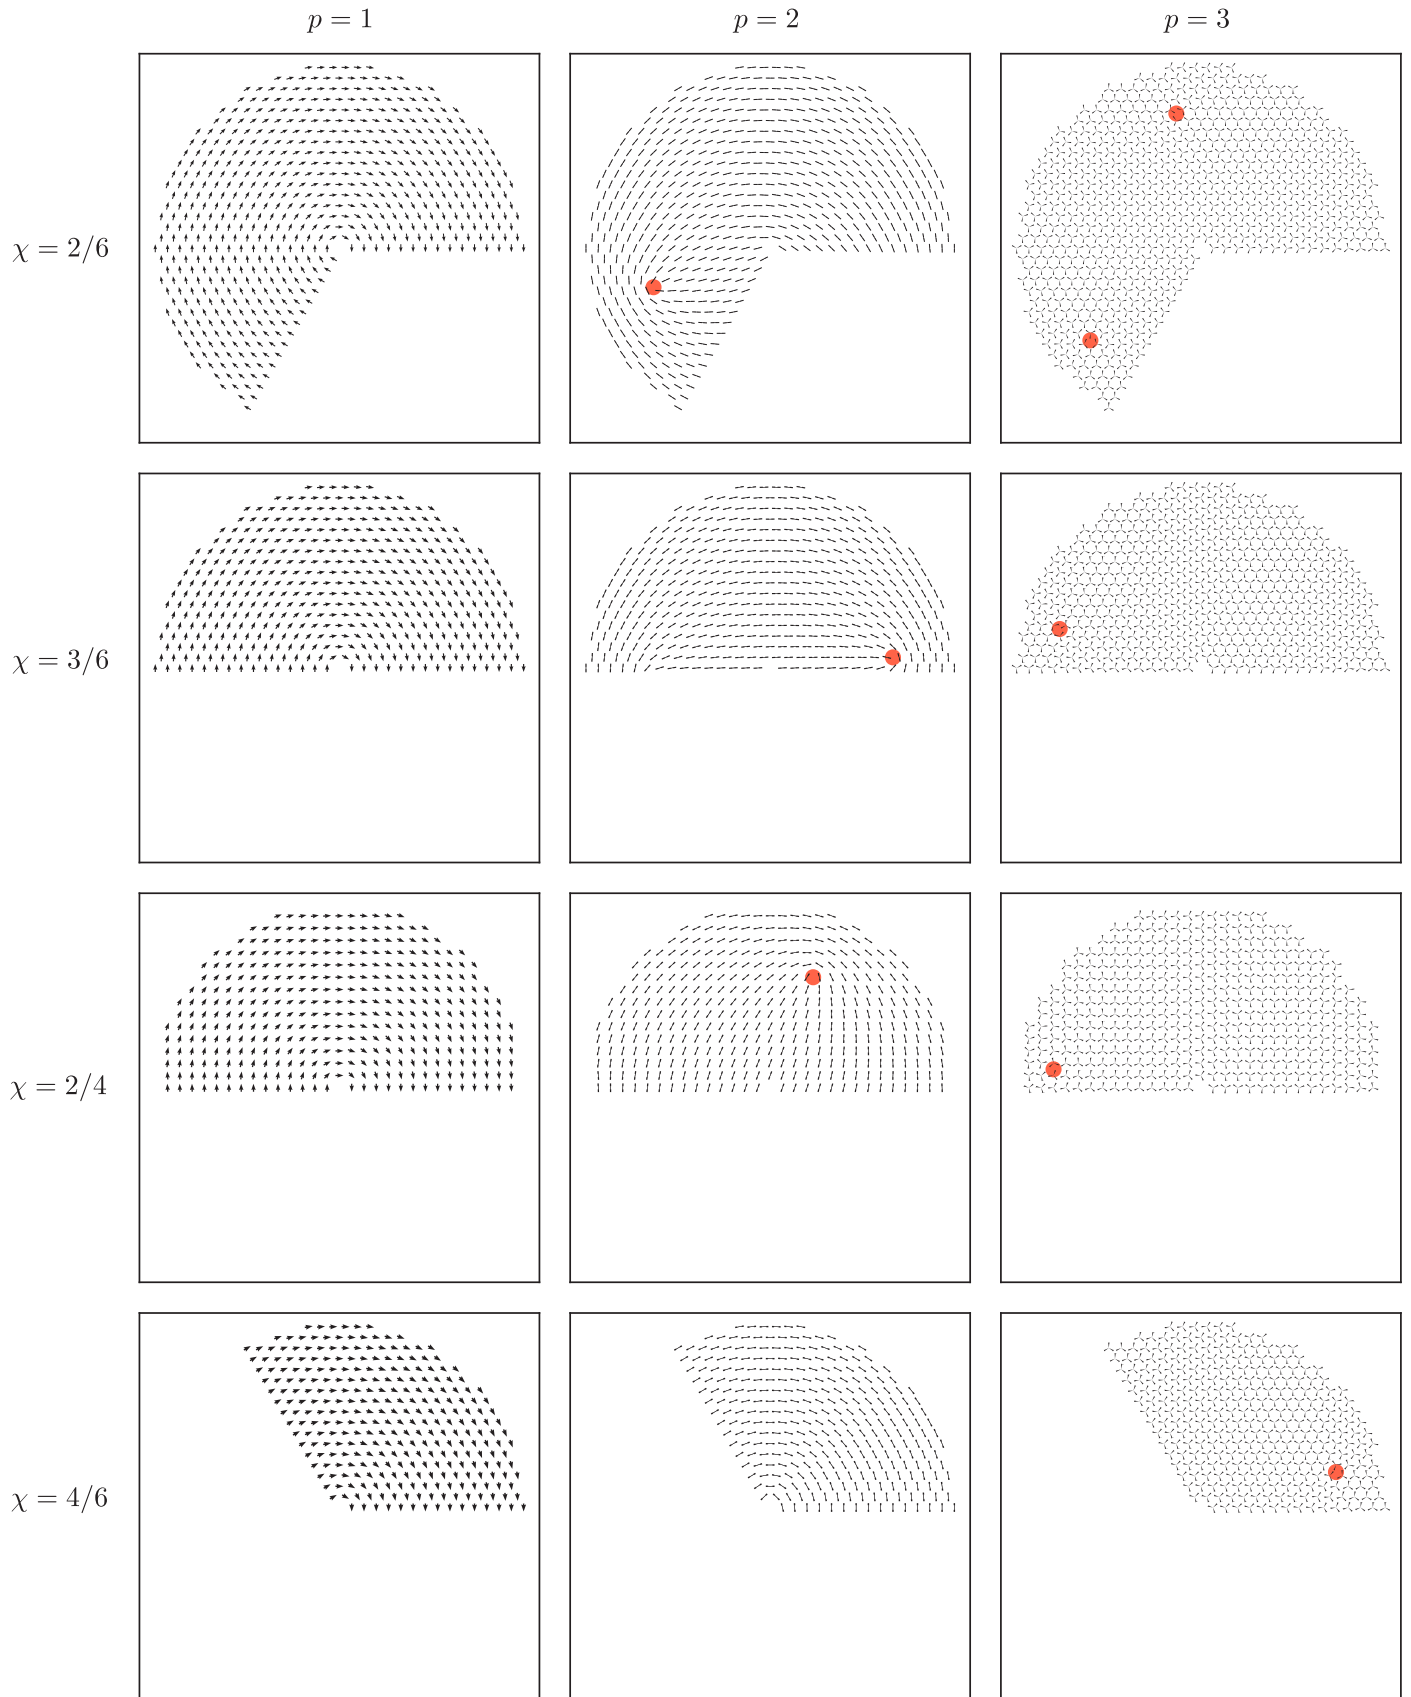 p = 1 p = 2 p = 3
χ = 2/6
χ = 3/6
χ = 2/4
χ = 4/6